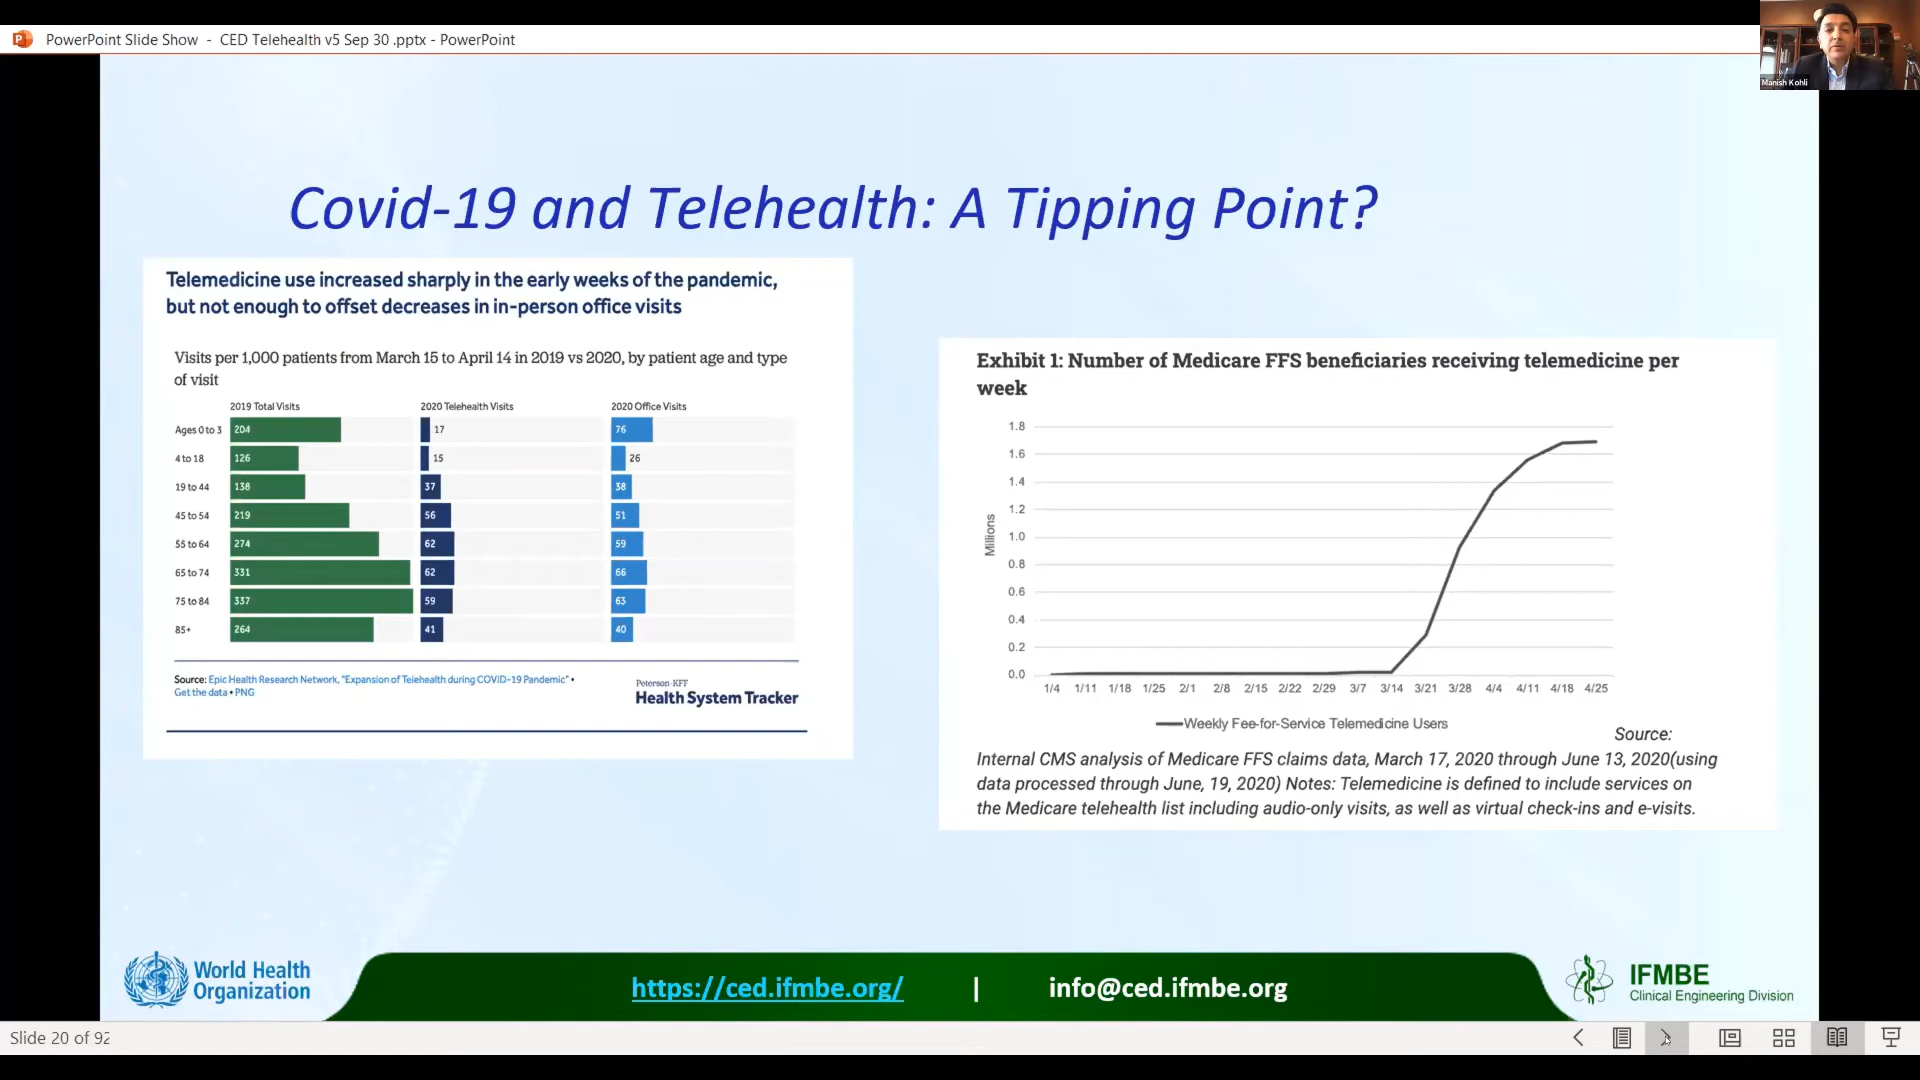 PowerPoint Slide Show - CED Telehealth v5 Sep 30 .pptx - PowerPoint
Manish Kohli
Covid-19 and Telehealth: A Tipping Point?
Telemedicine use increased sharply in the early weeks of the pandemic,
but not enough to offset decreases in in-person office visits
Visits per 1,000 patients from March 15 to April 14 in 2019 vs 2020, by patient age and type
of visit
2019 Total Visits 2020 Telehealth Visits 2020 Office Visits
Ages 0 to 3 204 17 76
4 to 18 126 15 26
19 to 44 138 37 38
45 to 54 219 56 51
55 to 64 274 62 59
65 to 74 331 62 66
75 to 84 337 59 63
85+ 264 41 40
Source: Epic Health Research Network, "Expansion of Telehealth during COVID-19 Pandemic" •
Get the data • PNG
Peterson-KFF
Health System Tracker
Exhibit 1: Number of Medicare FFS beneficiaries receiving telemedicine per
week
1.8
1.6
1.4
1.2
1.0
0.8
0.6
0.4
0.2
0.0
Millions
1/4 1/11 1/18 1/25 2/1 2/8 2/15 2/22 2/29 3/7 3/14 3/21 3/28 4/4 4/11 4/18 4/25
Weekly Fee-for-Service Telemedicine Users
Source:
Internal CMS analysis of Medicare FFS claims data, March 17, 2020 through June 13, 2020(using
data processed through June, 19, 2020) Notes: Telemedicine is defined to include services on
the Medicare telehealth list including audio-only visits, as well as virtual check-ins and e-visits.
World Health
Organization
https://ced.ifmbe.org/ | info@ced.ifmbe.org
IFMBE
Clinical Engineering Division
Slide 20 of 92